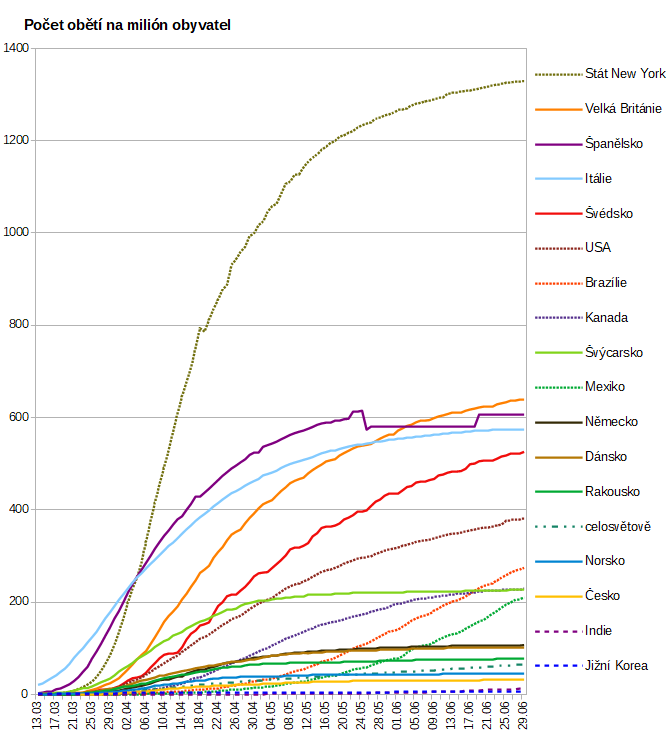 Počet obětí na milión obyvatel
1400
1200
1000
800
600
400
200
0
13.03
17.03
21.03
25.03
29.03
02.04
06.04
10.04
14.04
18.04
22.04
26.04
30.04
04.05
08.05
12.05
16.05
20.05
24.05
28.05
01.06
05.06
09.06
13.06
17.06
21.06
25.06
29.06
Stát New York
Velká Británie
Španělsko
Itálie
Švédsko
USA
Brazílie
Kanada
Švýcarsko
Mexiko
Německo
Dánsko
Rakousko
celosvětově
Norsko
Česko
Indie
Jižní Korea